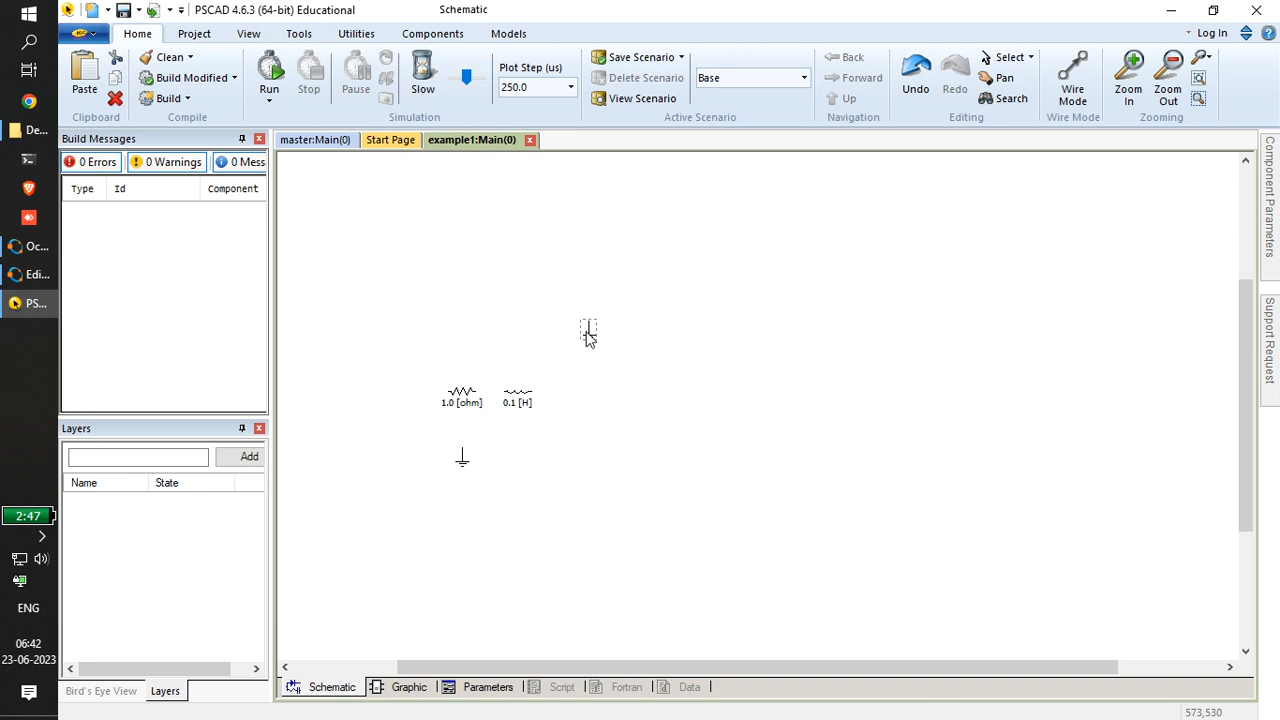 PSCAD 4.6.3 (64-bit) Educational
Schematic
Home
Project
View
Tools
Utilities
Components
Models
Log In
Paste
Clean
Build Modified
Build
Run
Stop
Pause
Slow
Plot Step (us)
250.0
Save Scenario
Delete Scenario
View Scenario
Base
Back
Forward
Up
Undo
Redo
Select
Pan
Search
Wire
Mode
Zoom
In
Zoom
Out
Clipboard
Compile
Simulation
Active Scenario
Navigation
Editing
Wire Mode
Zooming
Build Messages
master:Main(0)
Start Page
example1:Main(0)
0 Errors
0 Warnings
0 Mess
Type
Id
Component
De...
Oc...
Edi...
PS...
1.0 [ohm]
0.1 [H]
Layers
Add
Name
State
2:47
ENG
06:42
23-06-2023
Bird's Eye View
Layers
Schematic
Graphic
Parameters
Script
Fortran
Data
573,530
Component Parameters
Support Request